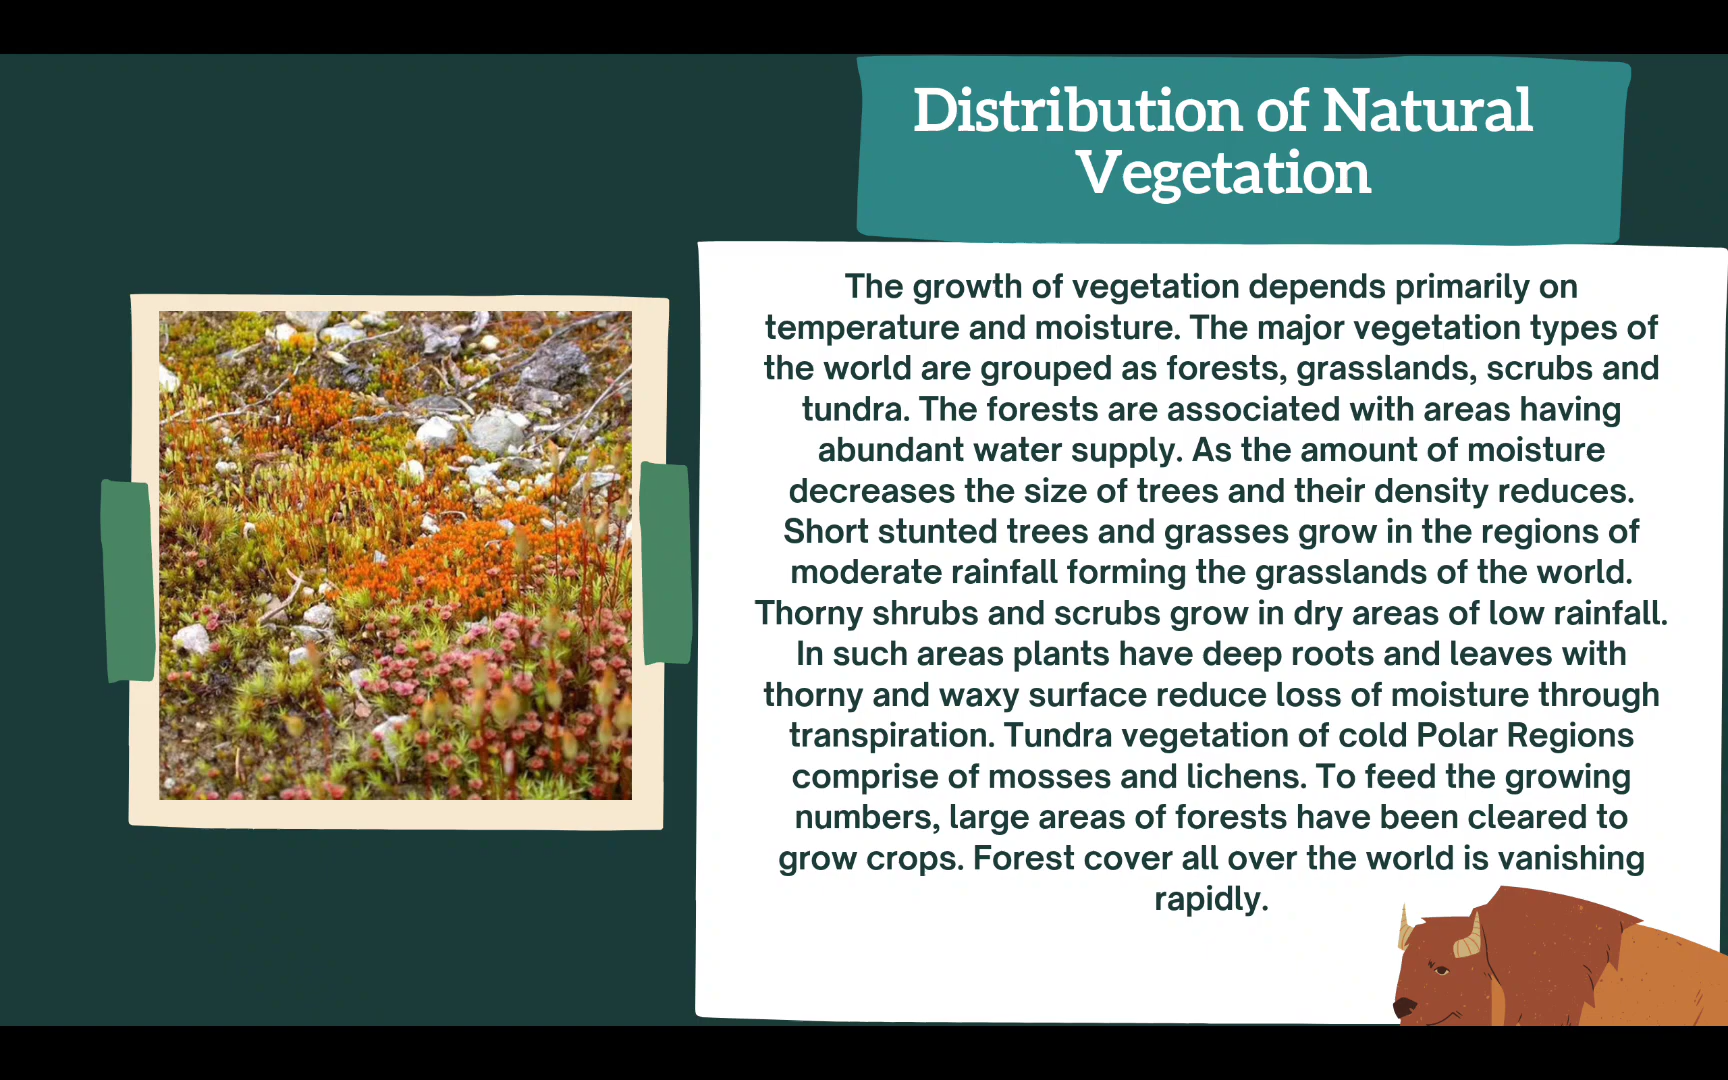 Distribution of Natural
Vegetation
The growth of vegetation depends primarily on
temperature and moisture. The major vegetation types of
the world are grouped as forests, grasslands, scrubs and
tundra. The forests are associated with areas having
abundant water supply. As the amount of moisture
decreases the size of trees and their density reduces.
Short stunted trees and grasses grow in the regions of
moderate rainfall forming the grasslands of the world.
Thorny shrubs and scrubs grow in dry areas of low rainfall.
In such areas plants have deep roots and leaves with
thorny and waxy surface reduce loss of moisture through
transpiration. Tundra vegetation of cold Polar Regions
comprise of mosses and lichens. To feed the growing
numbers, large areas of forests have been cleared to
grow crops. Forest cover all over the world is vanishing
rapidly.